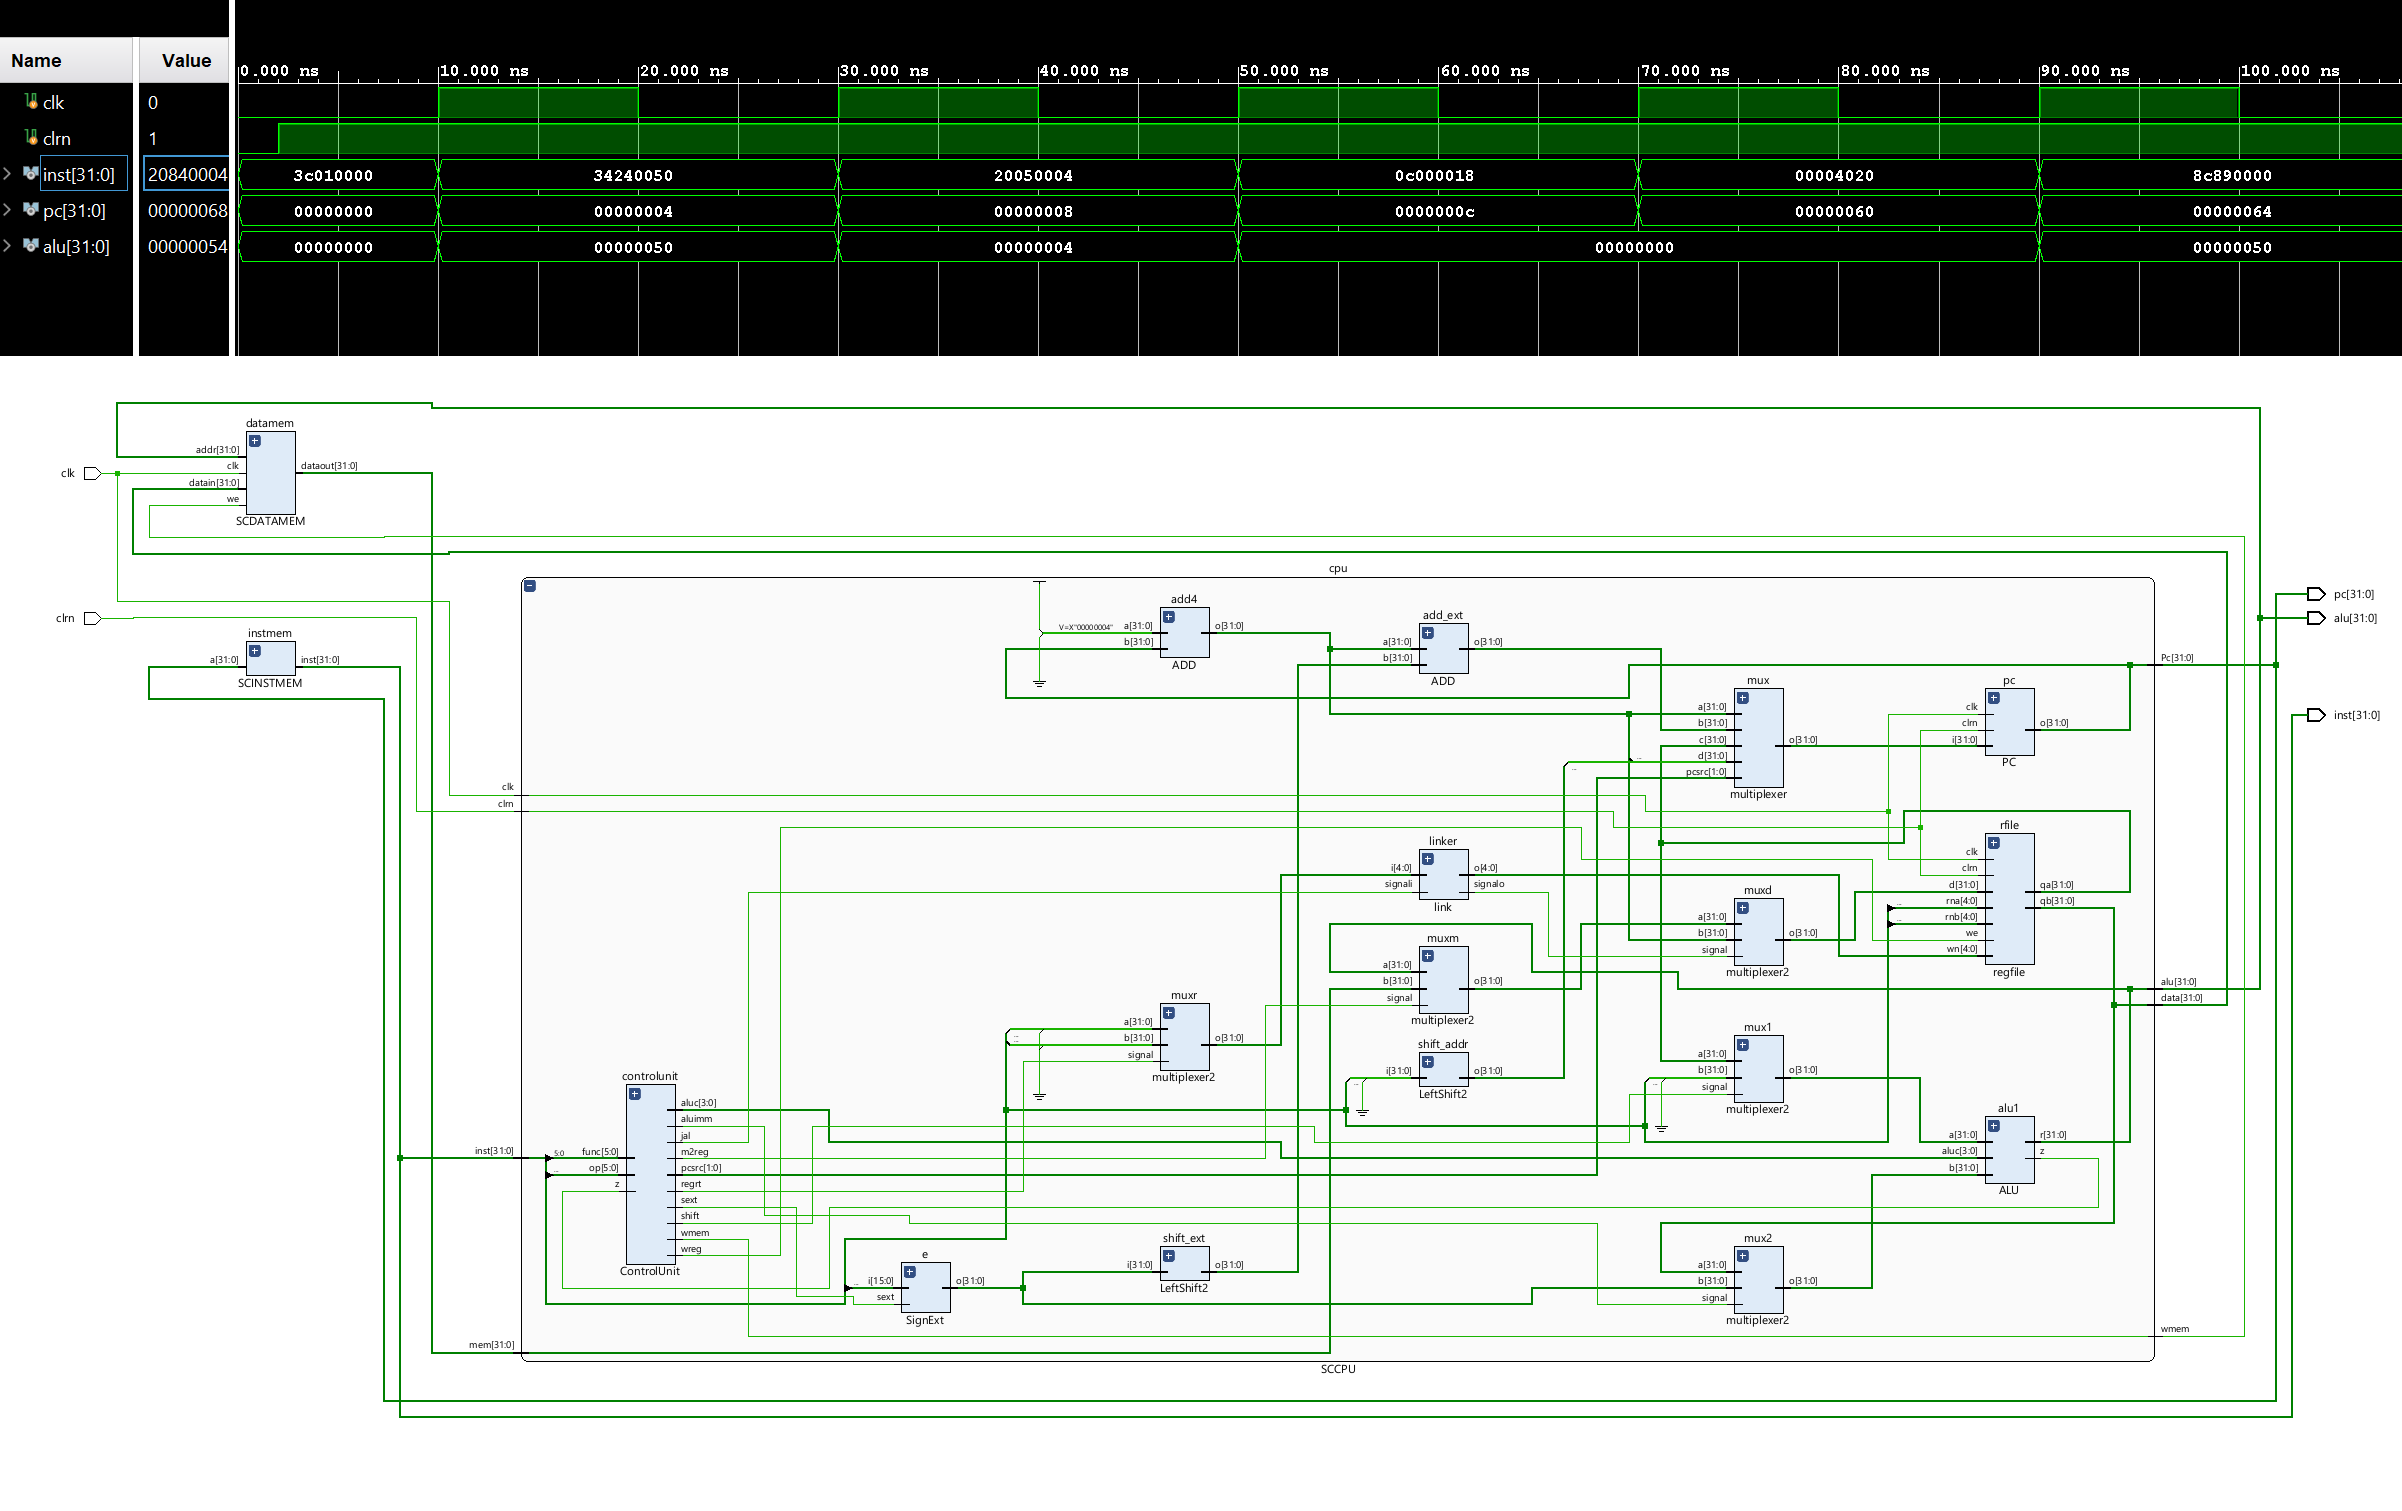 Name Value
0.000 ns 10.000 ns 20.000 ns 30.000 ns 40.000 ns 50.000 ns 60.000 ns 70.000 ns 80.000 ns 90.000 ns 100.000 ns
clk 0
clrn 1
inst[31:0] 20840004 3c010000 34240050 20050004 0c000018 00004020 8c890000
pc[31:0] 00000068 00000000 00000004 00000008 0000000c 00000060 00000064
alu[31:0] 00000054 00000000 00000050 00000004 00000000 00000050
datamem
addr[31:0]
clk
clk
dataout[31:0]
datain[31:0]
we
SCDATAMEM
clrn
instmem
a[31:0]
inst[31:0]
SCINSTMEM
cpu
add4
V=X"00000004"
a[31:0]
b[31:0]
o[31:0]
ADD
add_ext
a[31:0]
b[31:0]
o[31:0]
ADD
pc[31:0]
alu[31:0]
Pc[31:0]
inst[31:0]
mux
a[31:0]
b[31:0]
c[31:0]
d[31:0]
pcsrc[1:0]
o[31:0]
multiplexer
pc
clk
clrn
i[31:0]
o[31:0]
PC
clk
clrn
linker
i[4:0]
signali
o[4:0]
signalo
link
rfile
clk
clrn
d[31:0]
rna[4:0]
rnb[4:0]
we
wn[4:0]
qa[31:0]
qb[31:0]
regfile
muxd
a[31:0]
b[31:0]
signal
o[31:0]
multiplexer2
muxm
a[31:0]
b[31:0]
signal
o[31:0]
multiplexer2
alu[31:0]
data[31:0]
muxr
a[31:0]
b[31:0]
signal
o[31:0]
multiplexer2
shift_addr
i[31:0]
o[31:0]
LeftShift2
mux1
a[31:0]
b[31:0]
signal
o[31:0]
multiplexer2
controlunit
inst[31:0]
5:0
func[5:0]
op[5:0]
z
aluc[3:0]
aluimm
jal
m2reg
pcsrc[1:0]
regrt
sext
shift
wmem
wreg
ControlUnit
alu1
a[31:0]
aluc[3:0]
b[31:0]
r[31:0]
z
ALU
e
i[15:0]
sext
o[31:0]
SignExt
shift_ext
i[31:0]
o[31:0]
LeftShift2
mux2
a[31:0]
b[31:0]
signal
o[31:0]
multiplexer2
mem[31:0]
wmem
SCCPU